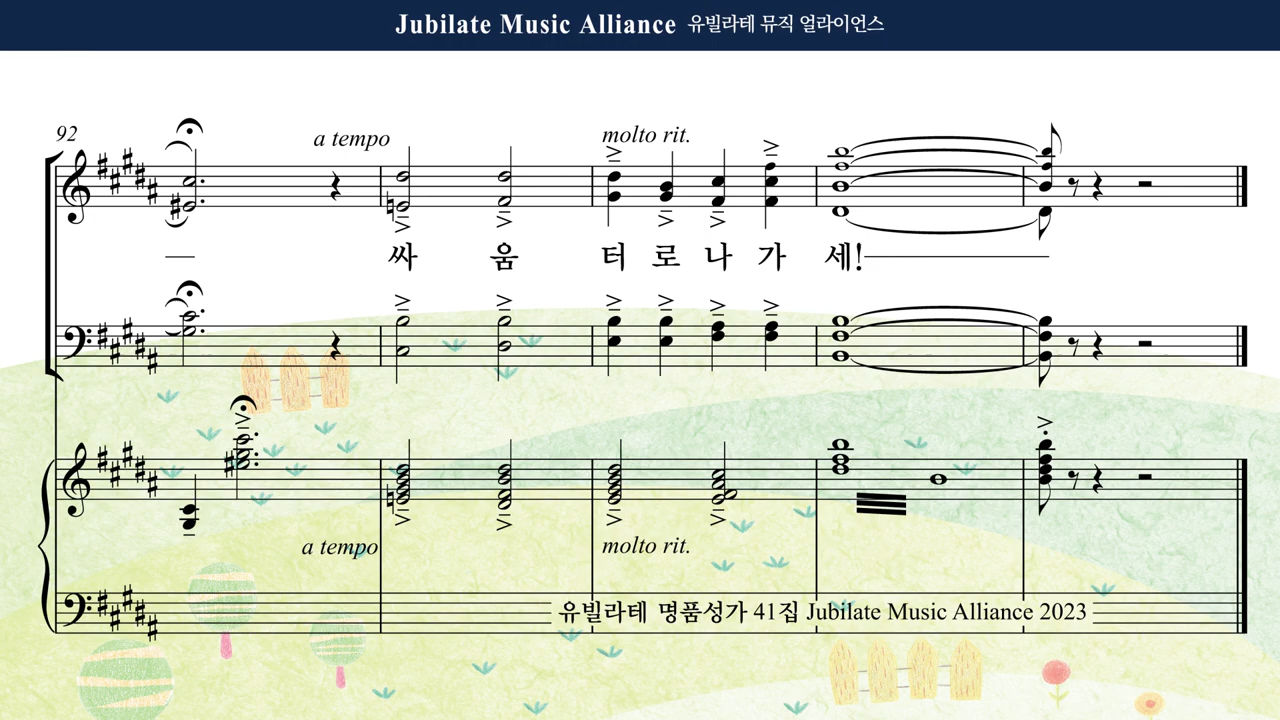 Jubilate Music Alliance 유빌라테 뮤직 얼라이언스
92
a tempo
molto rit.
싸 움 터 로 나 가 세!
a tempo
molto rit.
유빌라테 명품성가 41집 Jubilate Music Alliance 2023